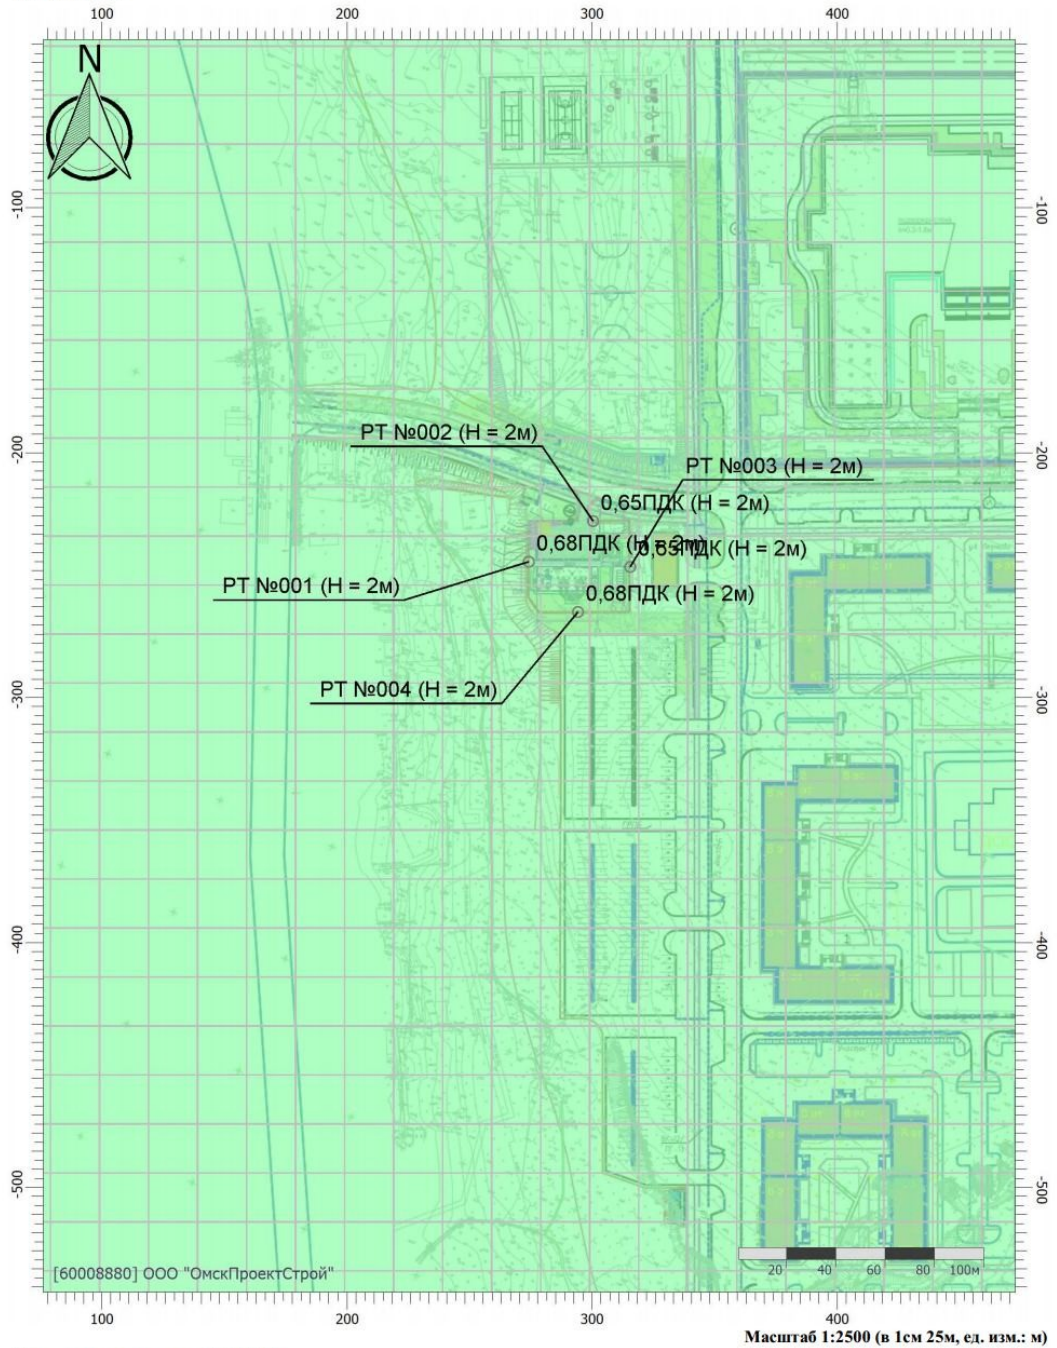 100 200 300 400
N
-100 -100
-200 -200
РТ №002 (Н = 2м)
РТ №003 (Н = 2м)
0,65ПДК (Н = 2м)
0,68ПДК (Н = 2м)
0,65ПДК (Н = 2м)
РТ №001 (Н = 2м)
0,68ПДК (Н = 2м)
РТ №004 (Н = 2м)
-300 -300
-400 -400
-500 -500
20 40 60 80 100м
[60008880] ООО "ОмскПроектСтрой"
100 200 300 400
Масштаб 1:2500 (в 1см 25м, ед. изм.: м)